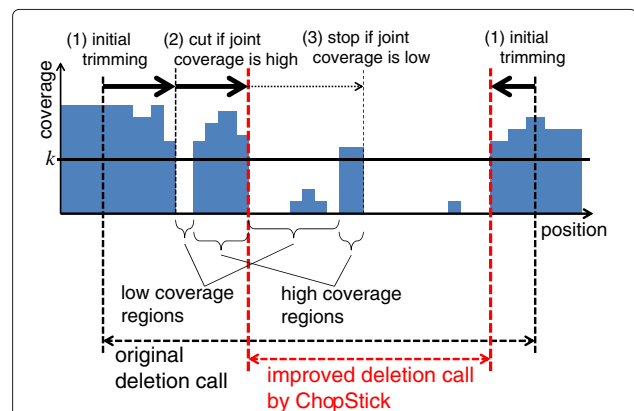 (1) initial
trimming
(2) cut if joint
coverage is high
(3) stop if joint
coverage is low
(1) initial
trimming
coverage
k
position
low coverage
regions
high coverage
regions
original
deletion call
improved deletion call
by ChopStick